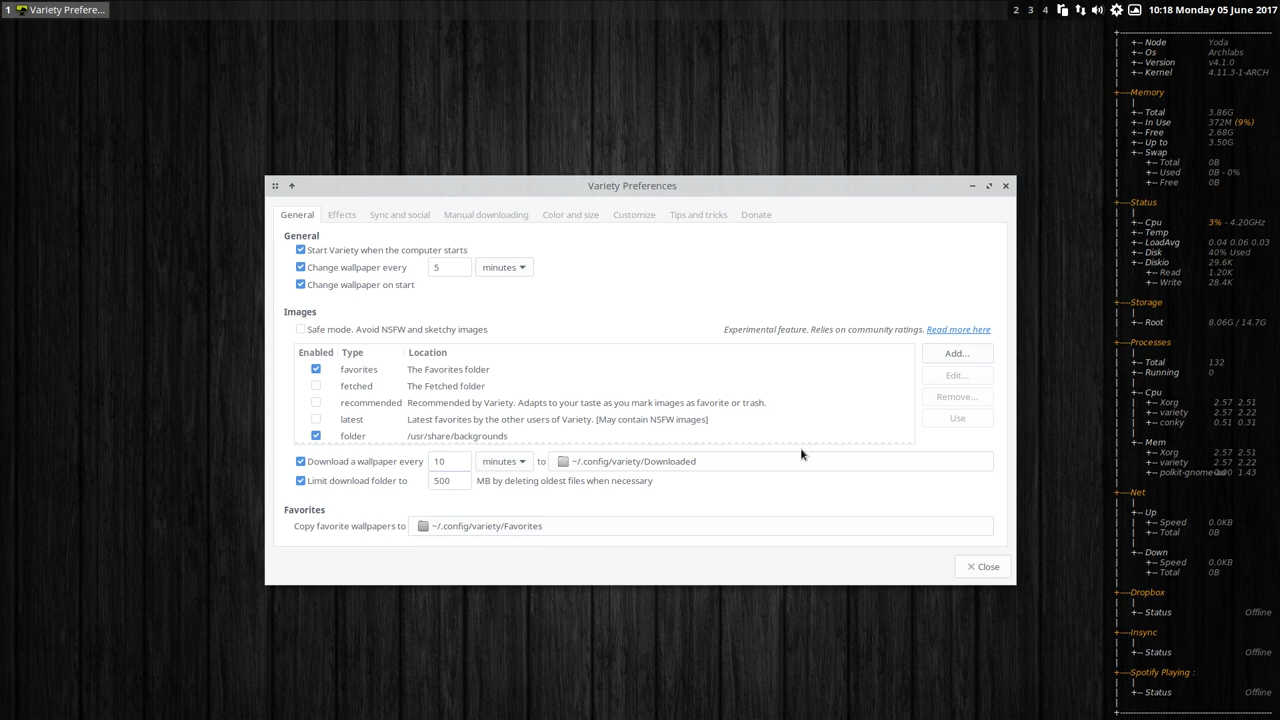 1 Variety Prefere...
2 3 4
10:18 Monday 05 June 2017
Variety Preferences
General Effects Sync and social Manual downloading Color and size Customize Tips and tricks Donate
General
Start Variety when the computer starts
Change wallpaper every 5 minutes
Change wallpaper on start
Images
Safe mode. Avoid NSFW and sketchy images Experimental feature. Relies on community ratings. Read more here
Enabled Type Location
favorites The Favorites folder
fetched The Fetched folder
recommended Recommended by Variety. Adapts to your taste as you mark images as favorite or trash.
latest Latest favorites by the other users of Variety. [May contain NSFW images]
folder /usr/share/backgrounds
Add...
Edit...
Remove...
Use
Download a wallpaper every 10 minutes to ~/.config/variety/Downloaded
Limit download folder to 500 MB by deleting oldest files when necessary
Favorites
Copy favorite wallpapers to ~/.config/variety/Favorites
Close
Node Yoda
Os Archlabs
Version v4.1.0
Kernel 4.11.3-1-ARCH
Memory
Total 3.86G
In Use 372M (9%)
Free 2.68G
Up to 3.50G
Swap
Total 0B
Used 0B - 0%
Free 0B
Status
Cpu 3% - 4.20GHz
Temp
LoadAvg 0.04 0.06 0.03
Disk 40% Used
Diskio 29.6K
Read 1.20K
Write 28.4K
Storage
Root 8.06G / 14.7G
Processes
Total 132
Running 0
Cpu
Xorg 2.57 2.51
variety 2.57 2.22
conky 0.51 0.31
Mem
Xorg 2.57 2.51
variety 2.57 2.22
polkit-gnome 1.43
Net
Up
Speed 0.0KB
Total 0B
Down
Speed 0.0KB
Total 0B
Dropbox
Status Offline
Insync
Status Offline
Spotify Playing :
Status Offline